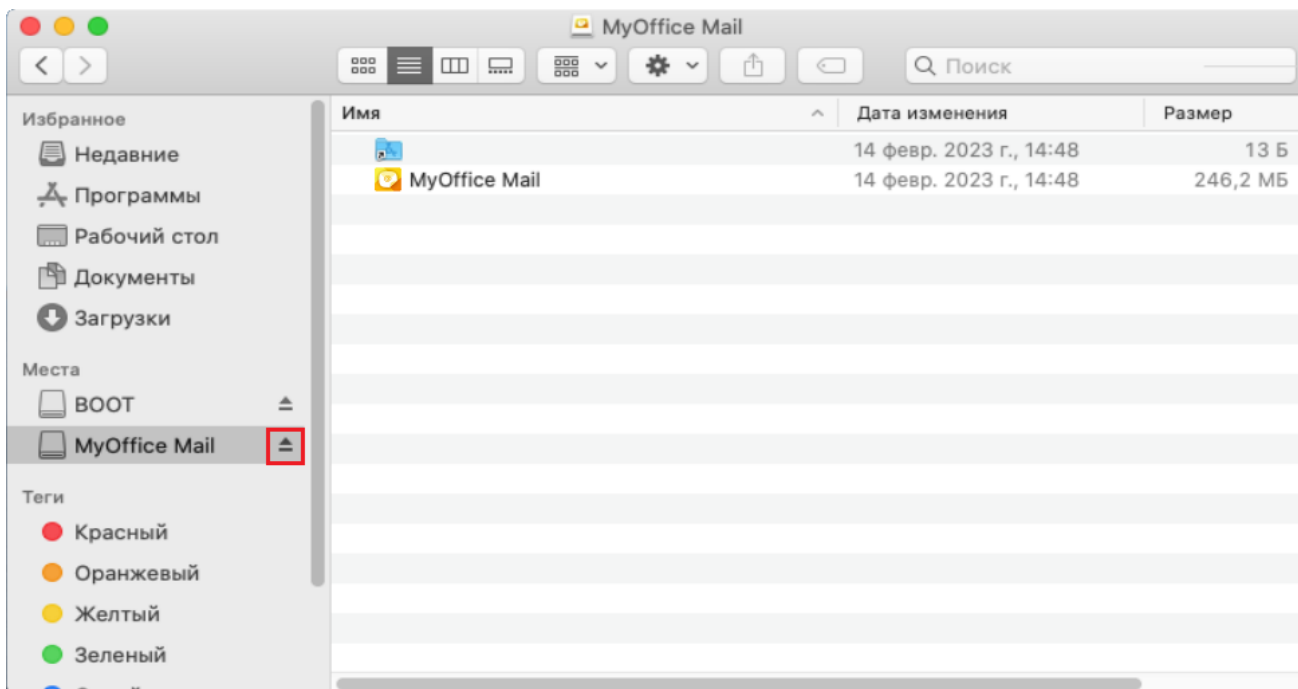 MyOffice Mail
Поиск
Избранное
Недавние
Программы
Рабочий стол
Документы
Загрузки
Места
BOOT
MyOffice Mail
Теги
Красный
Оранжевый
Желтый
Зеленый
Имя Дата изменения Размер
14 февр. 2023 г., 14:48 13 Б
MyOffice Mail 14 февр. 2023 г., 14:48 246,2 МБ